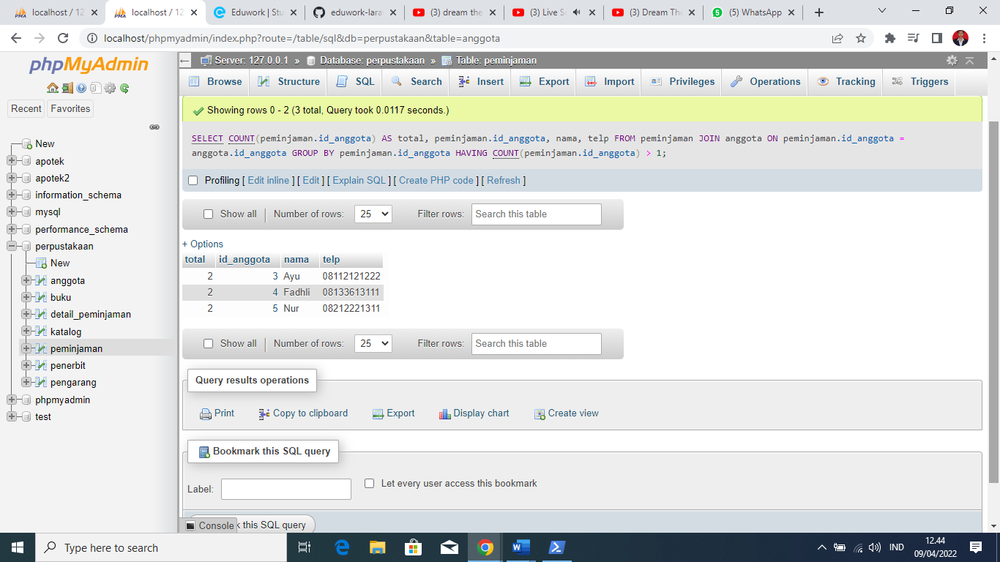 localhost / 12
localhost / 12
Eduwork | Stu
eduwork-lara
(3) dream the
(3) Live S
(3) Dream The
(5) WhatsApp
localhost/phpmyadmin/index.php?route=/table/sql&db=perpustakaan&table=anggota
phpMyAdmin
Recent
Favorites
New
apotek
apotek2
information_schema
mysql
performance_schema
perpustakaan
New
anggota
buku
detail_peminjaman
katalog
peminjaman
penerbit
pengarang
phpmyadmin
test
Server: 127.0.0.1 » Database: perpustakaan » Table: peminjaman
Browse Structure SQL Search Insert Export Import Privileges Operations Tracking Triggers
Showing rows 0 - 2 (3 total, Query took 0.0117 seconds.)
SELECT COUNT(peminjaman.id_anggota) AS total, peminjaman.id_anggota, nama, telp FROM peminjaman JOIN anggota ON peminjaman.id_anggota =
anggota.id_anggota GROUP BY peminjaman.id_anggota HAVING COUNT(peminjaman.id_anggota) > 1;
Profiling [ Edit inline ] [ Edit ] [ Explain SQL ] [ Create PHP code ] [ Refresh ]
Show all | Number of rows: 25 Filter rows: Search this table
+ Options
total id_anggota nama telp
2 3 Ayu 08112121222
2 4 Fadhli 08133613111
2 5 Nur 08212221311
Show all | Number of rows: 25 Filter rows: Search this table
Query results operations
Print Copy to clipboard Export Display chart Create view
Bookmark this SQL query
Label: Let every user access this bookmark
Console
this SQL query
Type here to search
IND
12.44
09/04/2022